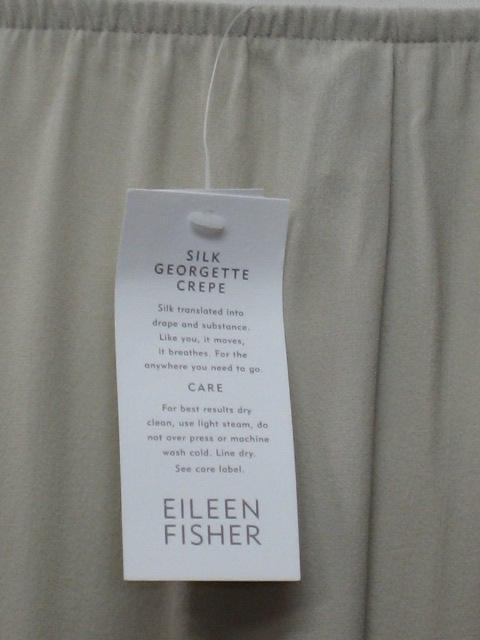 SILK
GEORGETTE
CREPE
Silk translated into
drape and substance.
Like you, it moves,
it breathes. For the
anywhere you need to go.
CARE
For best results dry
clean, use light steam, do
not over press or machine
wash cold. Line dry.
See care label.
EILEEN
FISHER